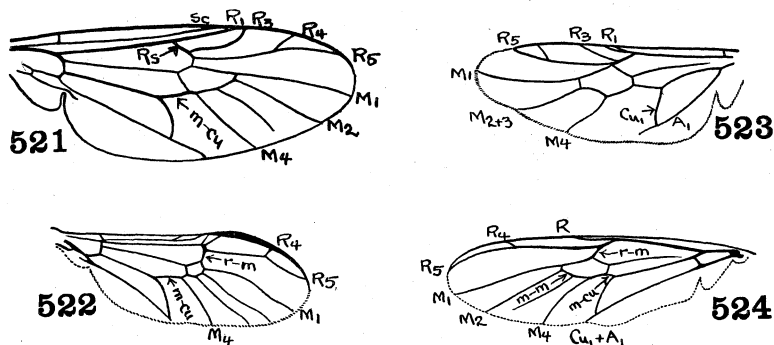 Sc R₁ R₃ R₄
Rs R₅
M₁
m-cu M₂
M₄
521
R₅ R₃ R₁
M₁
Cu₁ A₁
M₂₊₃
M₄
523
R₄
r-m
R₅
m-cu M₁
M₄
522
R₄ R
r-m
R₅
m-m m-cu
M₁
M₂ M₄ Cu₁+A₁
524